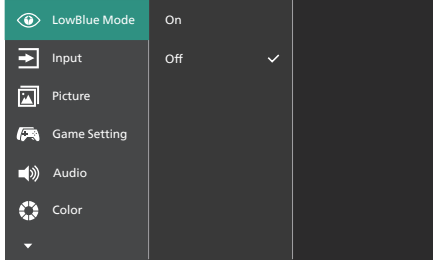 LowBlue Mode
On
Input
Off
Picture
Game Setting
Audio
Color